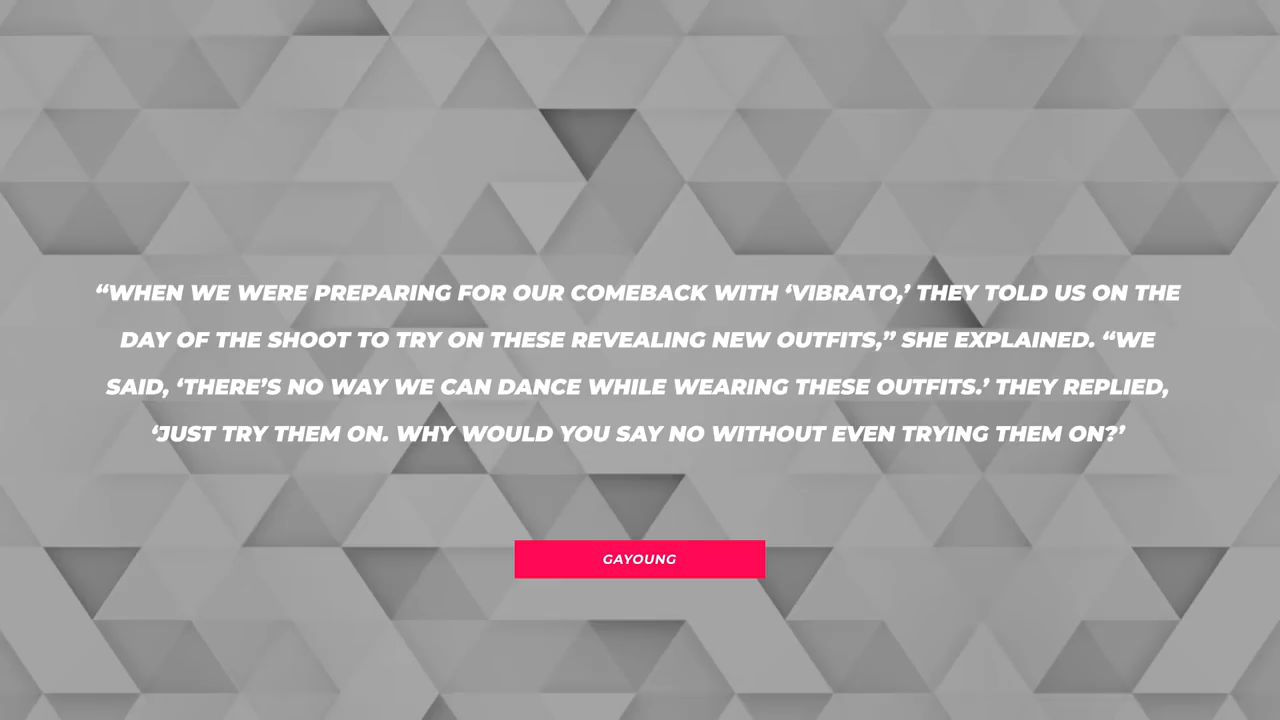 “WHEN WE WERE PREPARING FOR OUR COMEBACK WITH ‘VIBRATO,’ THEY TOLD US ON THE
DAY OF THE SHOOT TO TRY ON THESE REVEALING NEW OUTFITS,” SHE EXPLAINED. “WE
SAID, ‘THERE’S NO WAY WE CAN DANCE WHILE WEARING THESE OUTFITS.’ THEY REPLIED,
‘JUST TRY THEM ON. WHY WOULD YOU SAY NO WITHOUT EVEN TRYING THEM ON?’
GAYOUNG